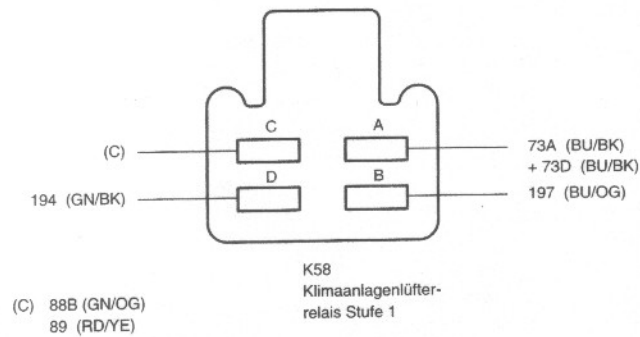 C
A
(C)
73A (BU/BK)
+ 73D (BU/BK)
D
B
194 (GN/BK)
197 (BU/OG)
K58
Klimaanlagenlüfter-
relais Stufe 1
(C) 88B (GN/OG)
89 (RD/YE)